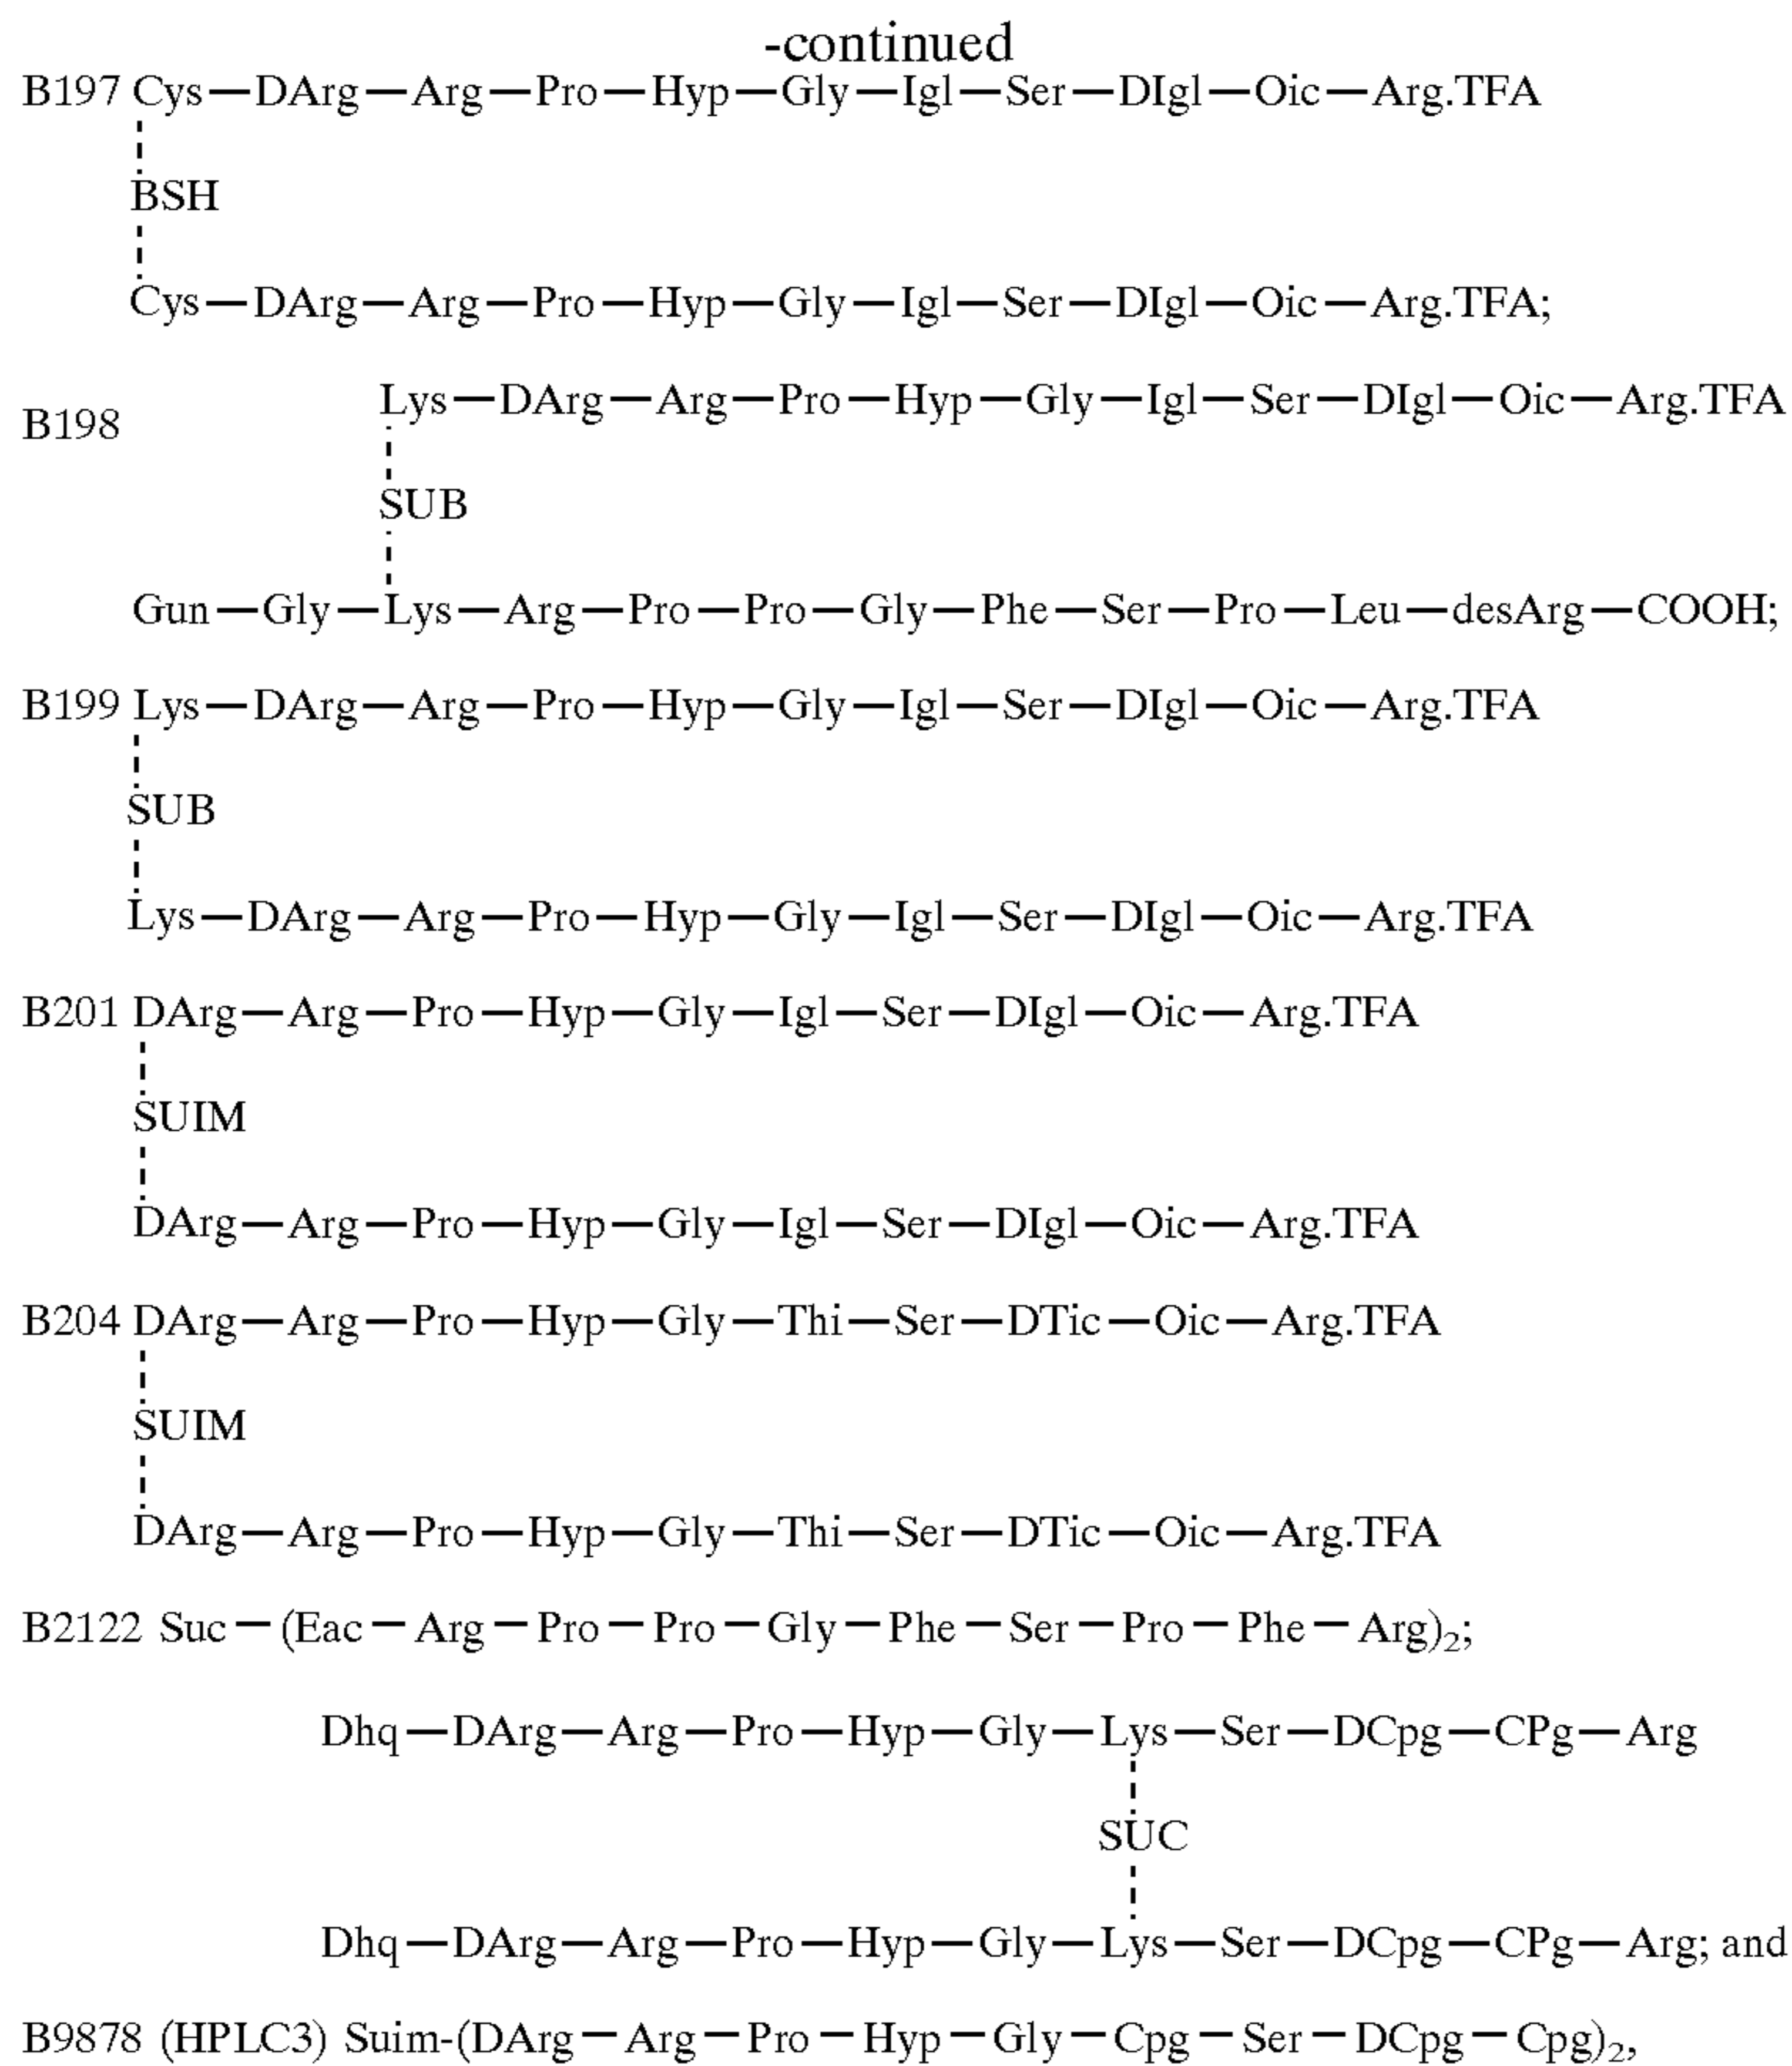 -continued
B197 Cys—DArg—Arg—Pro—Hyp—Gly—Igl—Ser—DIgl—Oic—Arg.TFA
BSH
Cys—DArg—Arg—Pro—Hyp—Gly—Igl—Ser—DIgl—Oic—Arg.TFA;
Lys—DArg—Arg—Pro—Hyp—Gly—Igl—Ser—DIgl—Oic—Arg.TFA
B198
SUB
Gun—Gly—Lys—Arg—Pro—Pro—Gly—Phe—Ser—Pro—Leu—desArg—COOH;
B199 Lys—DArg—Arg—Pro—Hyp—Gly—Igl—Ser—DIgl—Oic—Arg.TFA
SUB
Lys—DArg—Arg—Pro—Hyp—Gly—Igl—Ser—DIgl—Oic—Arg.TFA
B201 DArg—Arg—Pro—Hyp—Gly—Igl—Ser—DIgl—Oic—Arg.TFA
SUIM
DArg—Arg—Pro—Hyp—Gly—Igl—Ser—DIgl—Oic—Arg.TFA
B204 DArg—Arg—Pro—Hyp—Gly—Thi—Ser—DTic—Oic—Arg.TFA
SUIM
DArg—Arg—Pro—Hyp—Gly—Thi—Ser—DTic—Oic—Arg.TFA
B2122 Suc—(Eac—Arg—Pro—Pro—Gly—Phe—Ser—Pro—Phe—Arg)₂;
Dhq—DArg—Arg—Pro—Hyp—Gly—Lys—Ser—DCpg—CPg—Arg
SUC
Dhq—DArg—Arg—Pro—Hyp—Gly—Lys—Ser—DCpg—CPg—Arg; and
B9878 (HPLC3) Suim-(DArg—Arg—Pro—Hyp—Gly—Cpg—Ser—DCpg—Cpg)₂,